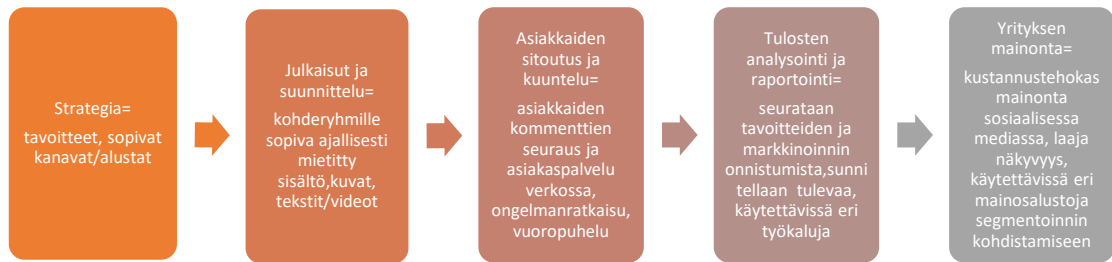 Strategia=
tavoitteet, sopivat
kanavat/alustat
Julkaisut ja
suunnittelu=
kohderyhmille
sopiva ajallisesti
mietitty
sisältö,kuvat,
tekstit/videot
Asiakkaiden
sitoutus ja
kuuntelu=
asiakkaiden
kommenttien
seuraus ja
asiakaspalvelu
verkossa,
ongelmanratkaisu,
vuoropuhelu
Tulosten
analysointi ja
raportointi=
seurataan
tavoitteiden ja
markkinoinnin
onnistumista,sunni
tellaan tulevaa,
käytettävissä eri
työkaluja
Yrityksen
mainonta=
kustannustehokas
mainonta
sosiaalisessa
mediassa, laaja
näkyvyys,
käytettävissä eri
mainosalustoja
segmentoinnin
kohdistamiseen